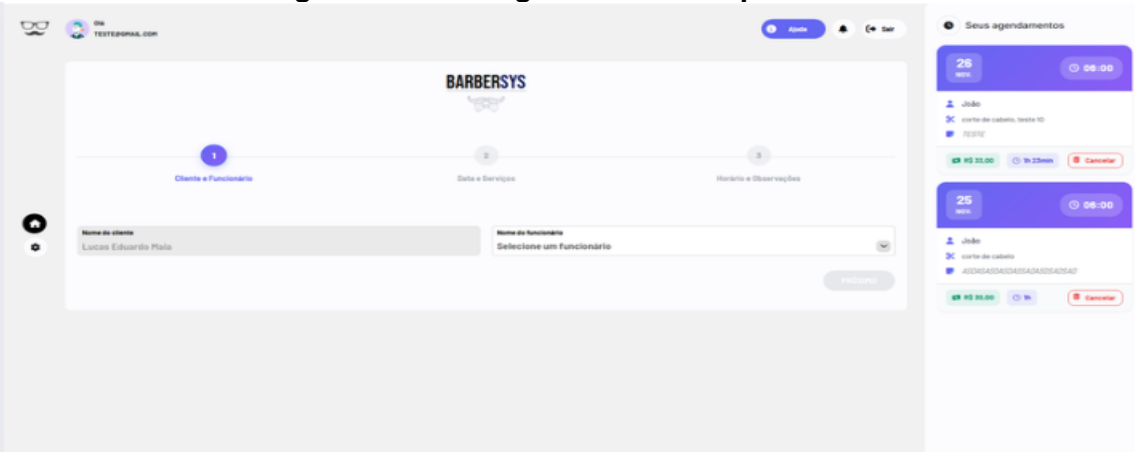 Olá
TESTE@GMAIL.COM
Ajuda
Sair
BARBERSYS
1
2
3
Cliente e Funcionário
Data e Serviços
Horário e Observações
Nome do cliente
Lucas Eduardo Maia
Nome do funcionário
Selecione um funcionário
PRÓXIMO
Seus agendamentos
26
NOV.
06:00
João
corte de cabelo, teste 10
TESTE
R$ 33,00
1h 23min
Cancelar
25
NOV.
06:00
João
corte de cabelo
R$ 30,00
1h
Cancelar